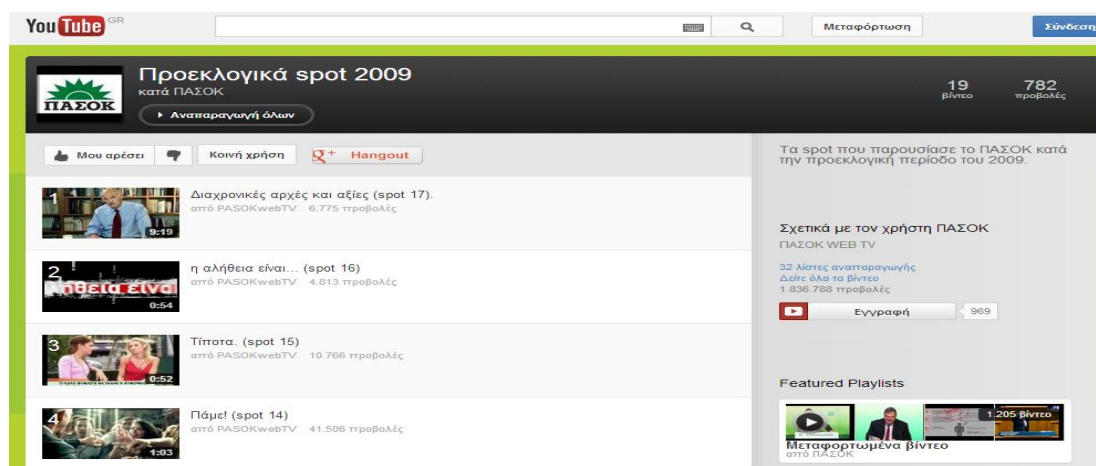 YouTube GR
Μεταφόρτωση
Σύνδεση
ΠΑΣΟΚ
Προεκλογικά spot 2009
κατά ΠΑΣΟΚ
Αναπαραγωγή όλων
19 βίντεο
782 προβολές
Μου αρέσει
Κοινή χρήση
g+ Hangout
1
9:19
Διαχρονικές αρχές και αξίες (spot 17).
από PASOKwebTV 6.775 προβολές
2
0:54
η αλήθεια είναι... (spot 16)
από PASOKwebTV 4.813 προβολές
3
0:52
Τίποτα. (spot 15)
από PASOKwebTV 10.766 προβολές
4
1:03
Πάμε! (spot 14)
από PASOKwebTV 41.506 προβολές
Τα spot που παρουσίασε το ΠΑΣΟΚ κατά
την προεκλογική περίοδο του 2009.
Σχετικά με τον χρήστη ΠΑΣΟΚ
ΠΑΣΟΚ WEB TV
32 λίστες αναπαραγωγής
Δείτε όλα τα βίντεο
1.836.788 προβολές
Εγγραφή 969
Featured Playlists
1.205 βίντεο
Μεταφορτωμένα βίντεο
από ΠΑΣΟΚ